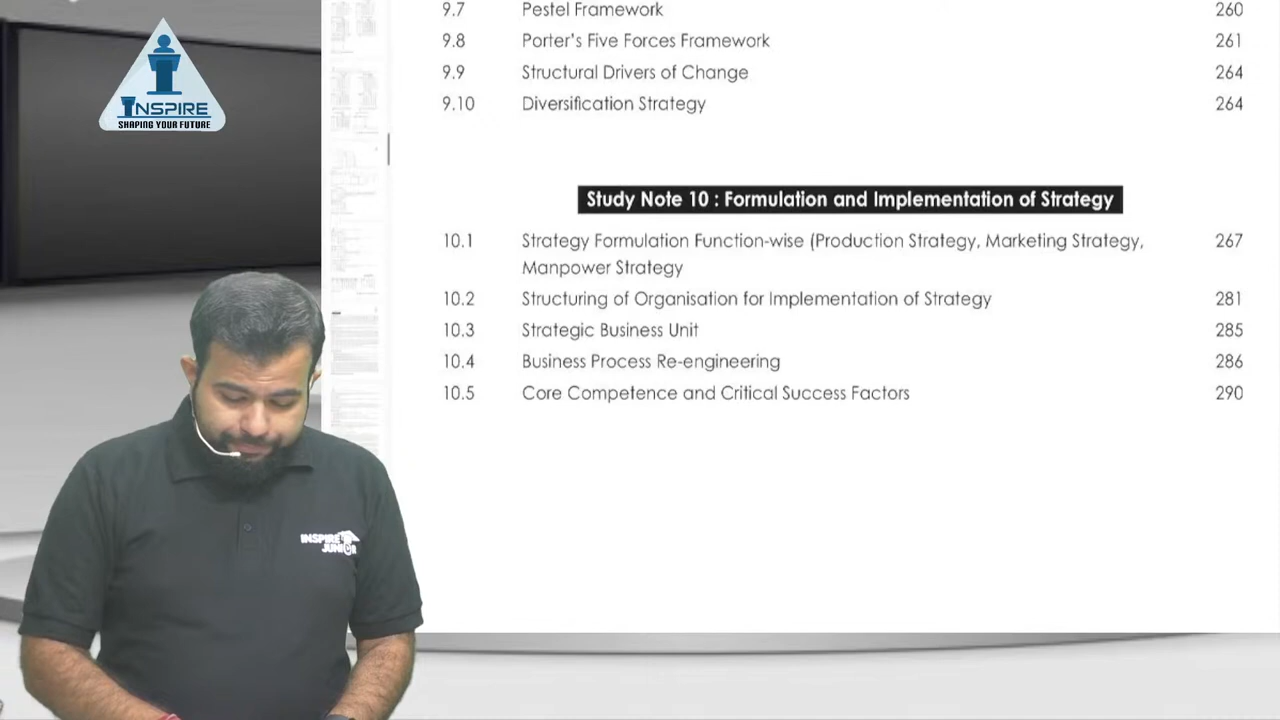 INSPIRE
SHAPING YOUR FUTURE
9.7 Pestel Framework 260
9.8 Porter's Five Forces Framework 261
9.9 Structural Drivers of Change 264
9.10 Diversification Strategy 264
Study Note 10 : Formulation and Implementation of Strategy
10.1 Strategy Formulation Function-wise (Production Strategy, Marketing Strategy, 267
Manpower Strategy
10.2 Structuring of Organisation for Implementation of Strategy 281
10.3 Strategic Business Unit 285
10.4 Business Process Re-engineering 286
10.5 Core Competence and Critical Success Factors 290
INSPIRE
JUNIOR